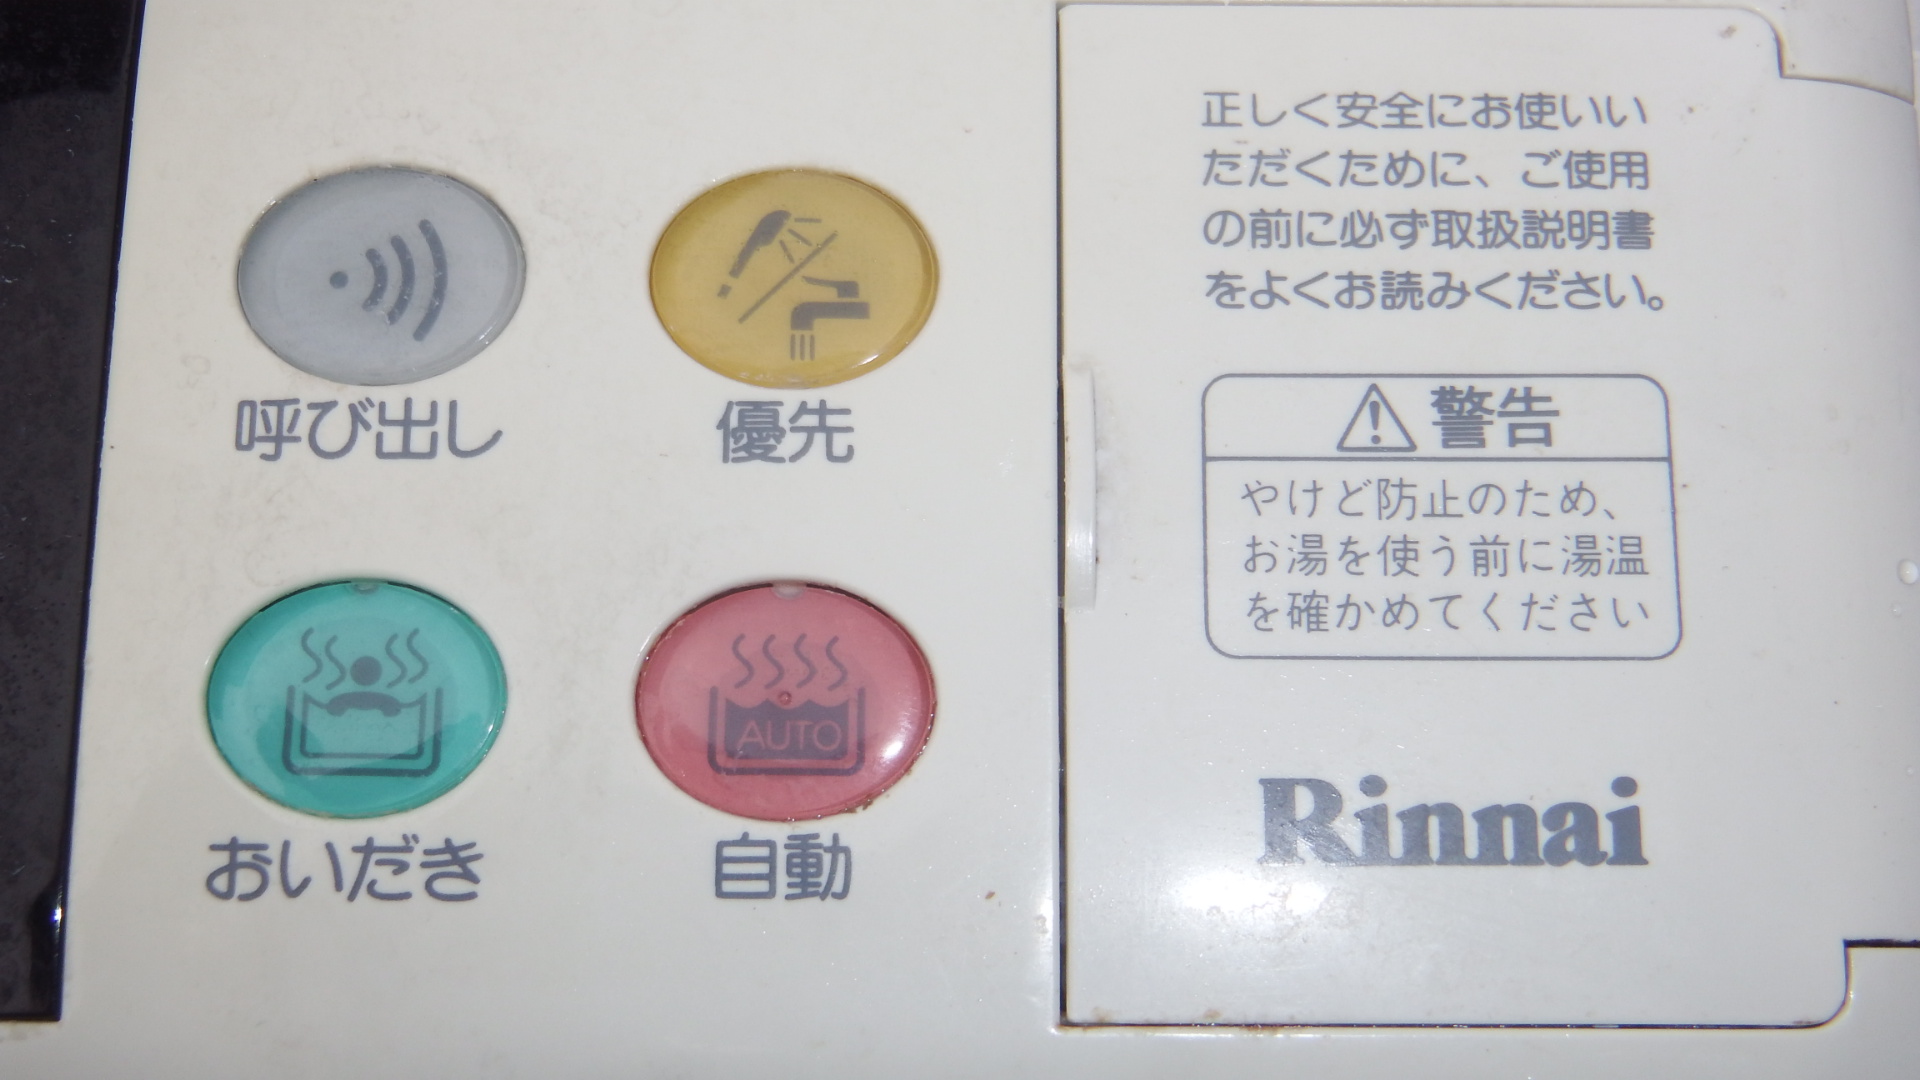 呼び出し
優先
AUTO
おいだき
自動
正しく安全にお使いい
ただくために、ご使用
の前に必ず取扱説明書
をよくお読みください。
警告
やけど防止のため、
お湯を使う前に湯温
を確かめてください
Rinnai